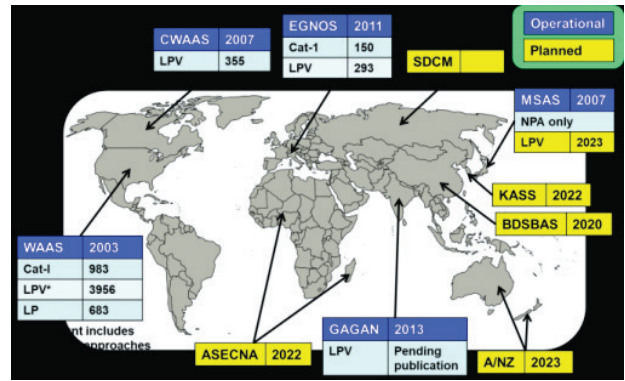 Operational
Planned
CWAAS 2007
LPV 355
EGNOS 2011
Cat-1 150
LPV 293
SDCM
MSAS 2007
NPA only
LPV 2023
KASS 2022
BDSBAS 2020
WAAS 2003
Cat-I 983
LPV* 3956
LP 683
nt includes
approaches
ASECNA 2022
GAGAN 2013
LPV Pending
publication
A/NZ 2023